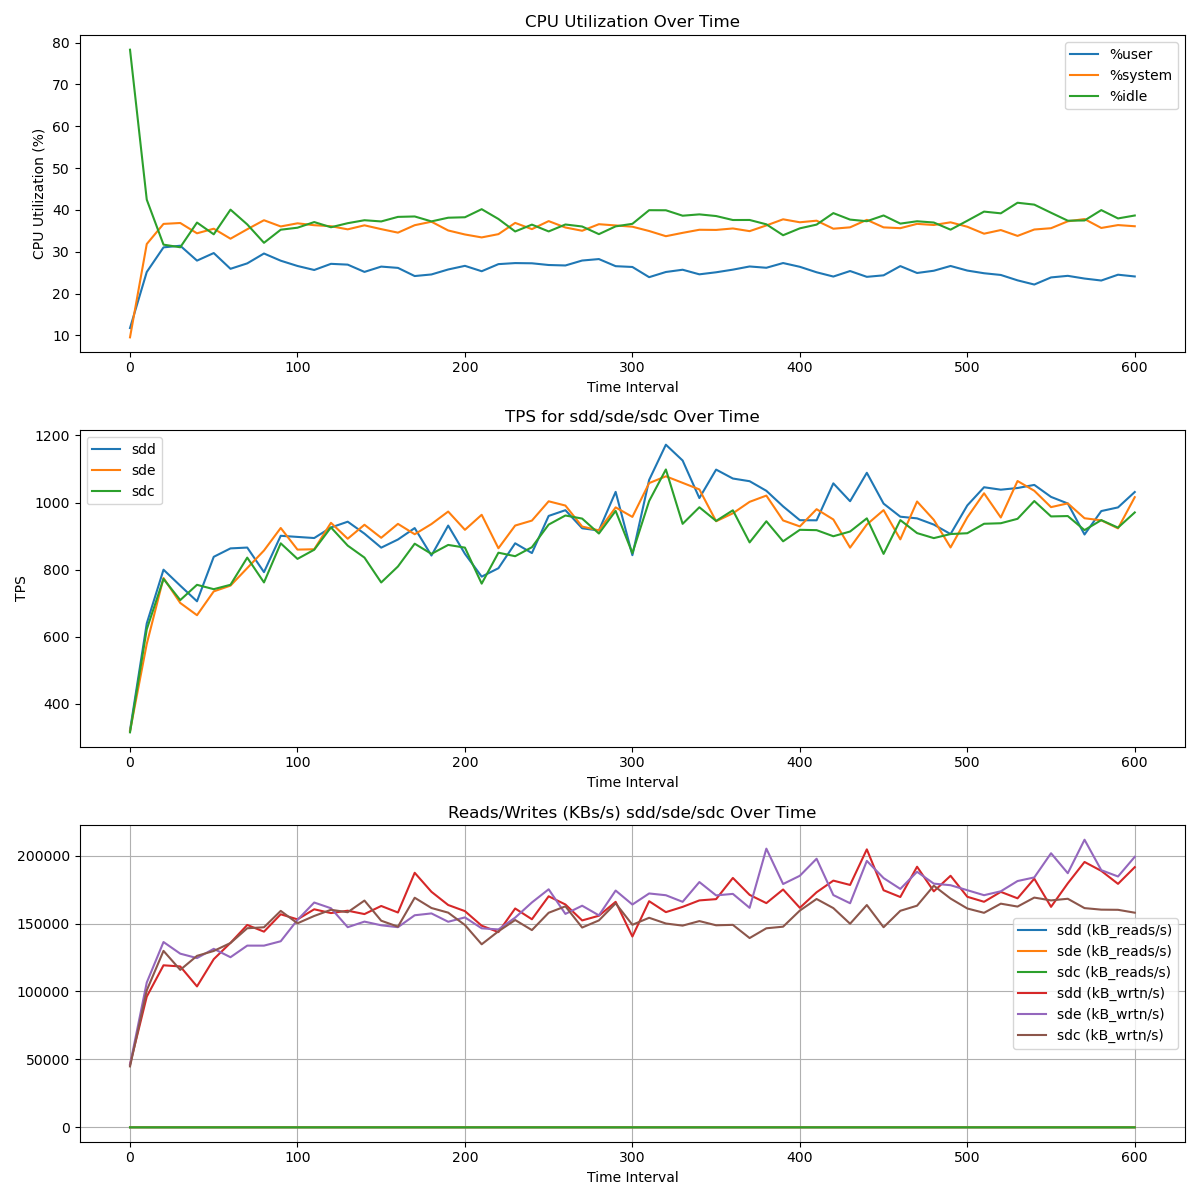 CPU Utilization Over Time
80
70
60
50
40
30
20
10
CPU Utilization (%)
%user
%system
%idle
0 100 200 300 400 500 600
Time Interval
TPS for sdd/sde/sdc Over Time
1200
1000
800
600
400
TPS
sdd
sde
sdc
0 100 200 300 400 500 600
Time Interval
Reads/Writes (KBs/s) sdd/sde/sdc Over Time
200000
150000
100000
50000
0
sdd (kB_reads/s)
sde (kB_reads/s)
sdc (kB_reads/s)
sdd (kB_wrtn/s)
sde (kB_wrtn/s)
sdc (kB_wrtn/s)
0 100 200 300 400 500 600
Time Interval